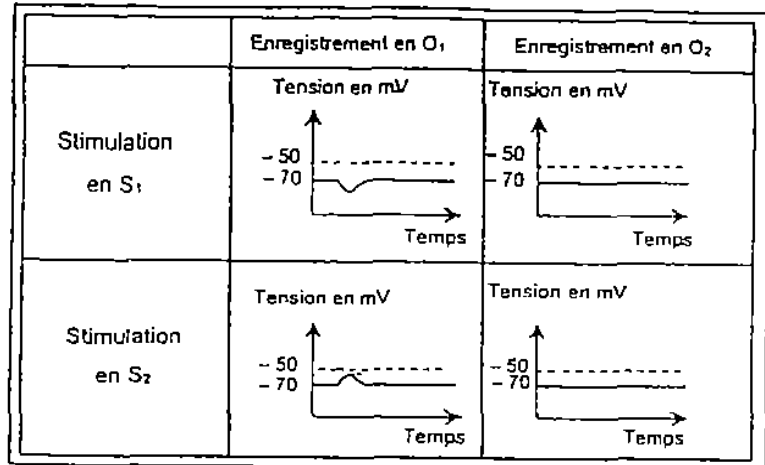 Enregistrement en O₁
Enregistrement en O₂
Stimulation
en S₁
Tension en mV
- 50
- 70
Temps
Tension en mV
- 50
- 70
Temps
Stimulation
en S₂
Tension en mV
- 50
- 70
Temps
Tension en mV
- 50
- 70
Temps